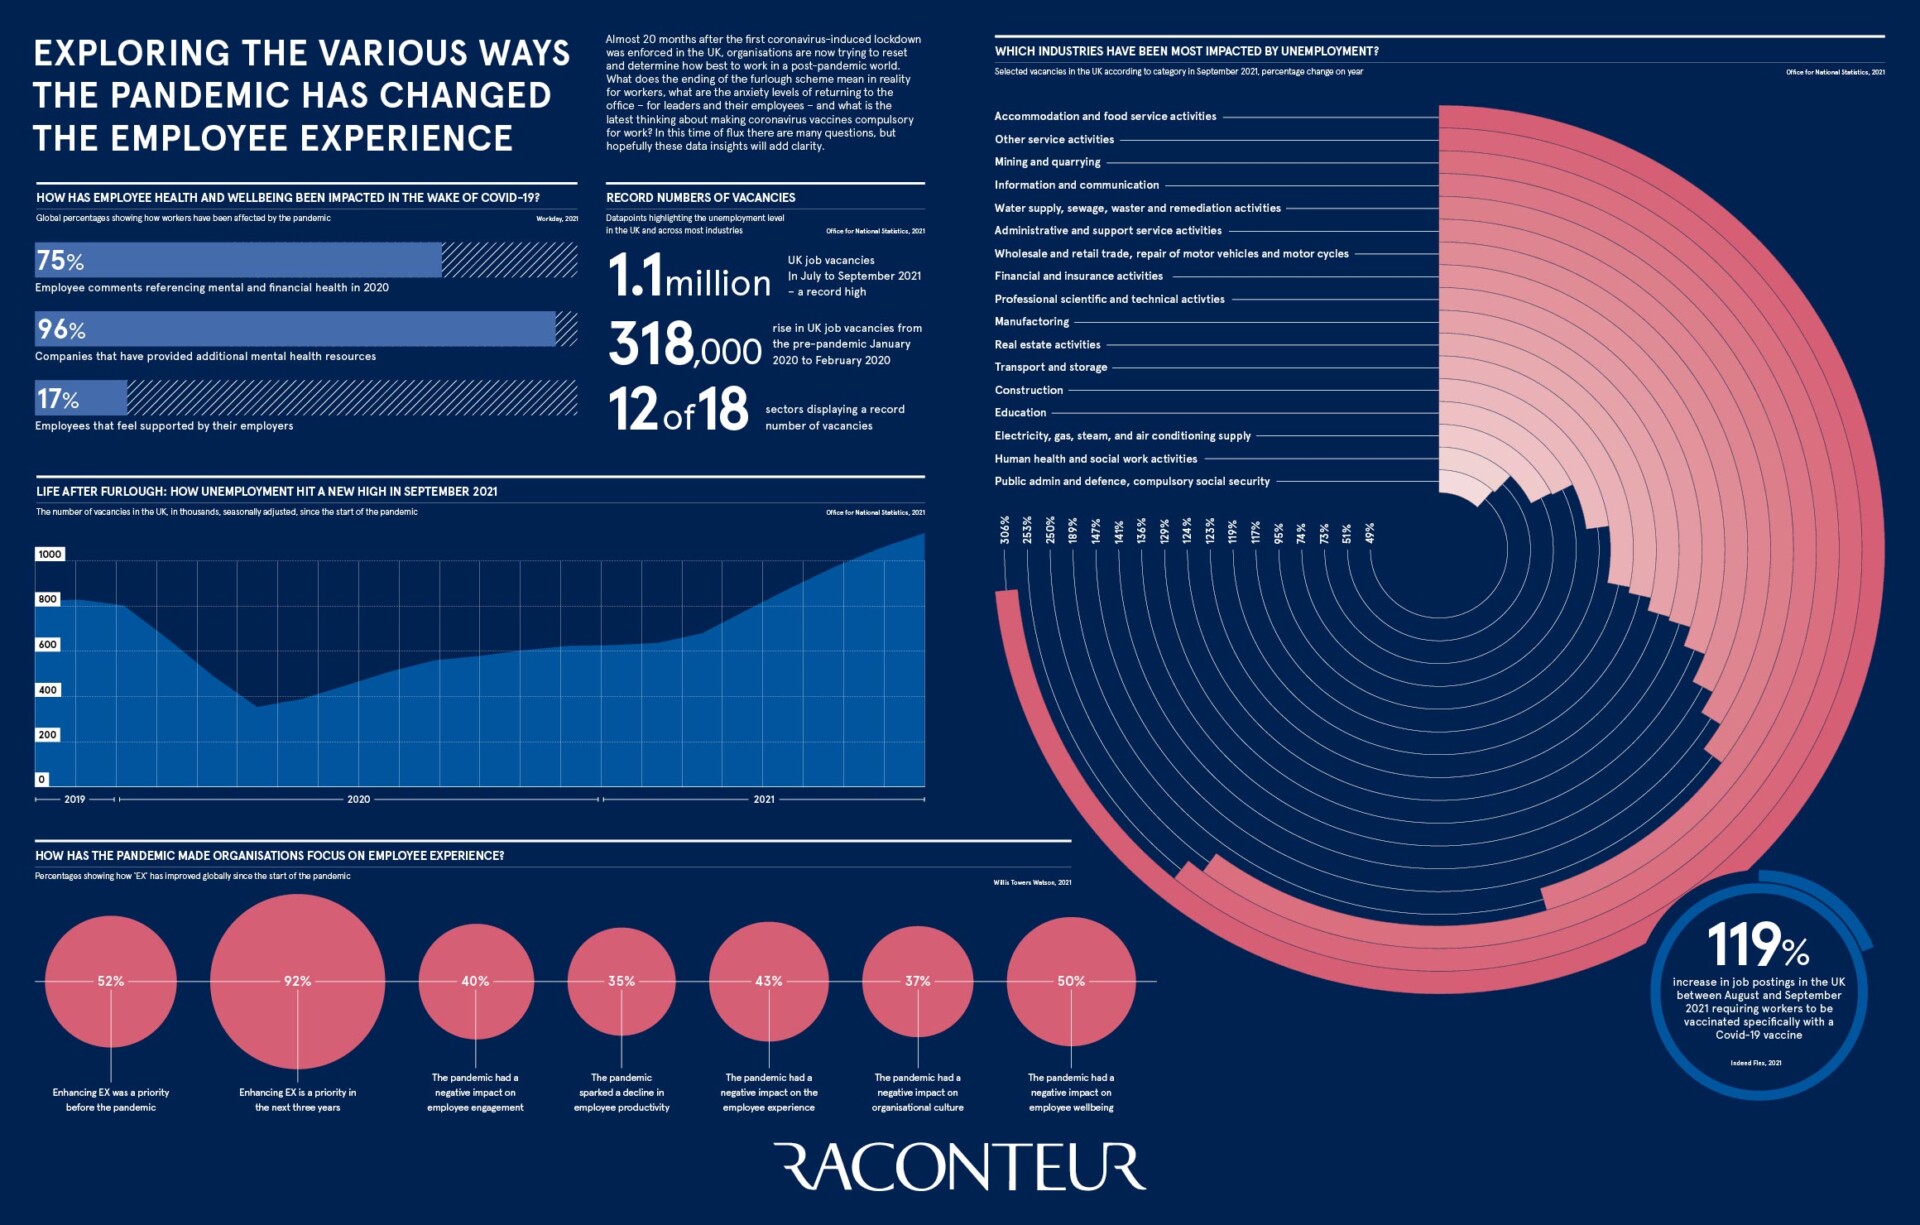 EXPLORING THE VARIOUS WAYS
THE PANDEMIC HAS CHANGED
THE EMPLOYEE EXPERIENCE
Almost 20 months after the first coronavirus-induced lockdown
was enforced in the UK, organisations are now trying to reset
and determine how best to work in a post-pandemic world.
What does the ending of the furlough scheme mean in reality
for workers, what are the anxiety levels of returning to the
office – for leaders and their employees – and what is the
latest thinking about making coronavirus vaccines compulsory
for work? In this time of flux there are many questions, but
hopefully these data insights will add clarity.
HOW HAS EMPLOYEE HEALTH AND WELLBEING BEEN IMPACTED IN THE WAKE OF COVID-19?
Global percentages showing how workers have been affected by the pandemic
Workday, 2021
75%
Employee comments referencing mental and financial health in 2020
96%
Companies that have provided additional mental health resources
17%
Employees that feel supported by their employers
RECORD NUMBERS OF VACANCIES
Datapoints highlighting the unemployment level
in the UK and across most industries
Office for National Statistics, 2021
1.1million
UK job vacancies
In July to September 2021
– a record high
318,000
rise in UK job vacancies from
the pre-pandemic January
2020 to February 2020
12of18
sectors displaying a record
number of vacancies
LIFE AFTER FURLOUGH: HOW UNEMPLOYMENT HIT A NEW HIGH IN SEPTEMBER 2021
The number of vacancies in the UK, in thousands, seasonally adjusted, since the start of the pandemic
Office for National Statistics, 2021
1000
800
600
400
200
0
2019
2020
2021
HOW HAS THE PANDEMIC MADE ORGANISATIONS FOCUS ON EMPLOYEE EXPERIENCE?
Percentages showing how 'EX' has improved globally since the start of the pandemic
Willis Towers Watson, 2021
52%
Enhancing EX was a priority
before the pandemic
92%
Enhancing EX is a priority in
the next three years
40%
The pandemic had a
negative impact on
employee engagement
35%
The pandemic
sparked a decline in
employee productivity
43%
The pandemic had a
negative impact on the
employee experience
37%
The pandemic had a
negative impact on
organisational culture
50%
The pandemic had a
negative impact on
employee wellbeing
WHICH INDUSTRIES HAVE BEEN MOST IMPACTED BY UNEMPLOYMENT?
Selected vacancies in the UK according to category in September 2021, percentage change on year
Office for National Statistics, 2021
Accommodation and food service activities
Other service activities
Mining and quarrying
Information and communication
Water supply, sewage, waster and remediation activities
Administrative and support service activities
Wholesale and retail trade, repair of motor vehicles and motor cycles
Financial and insurance activities
Professional scientific and technical activties
Manufactoring
Real estate activities
Transport and storage
Construction
Education
Electricity, gas, steam, and air conditioning supply
Human health and social work activities
Public admin and defence, compulsory social security
306%
253%
250%
189%
147%
141%
136%
129%
124%
123%
119%
117%
95%
74%
73%
51%
49%
119%
increase in job postings in the UK
between August and September
2021 requiring workers to be
vaccinated specifically with a
Covid-19 vaccine
Indeed Flex, 2021
RACONTEUR